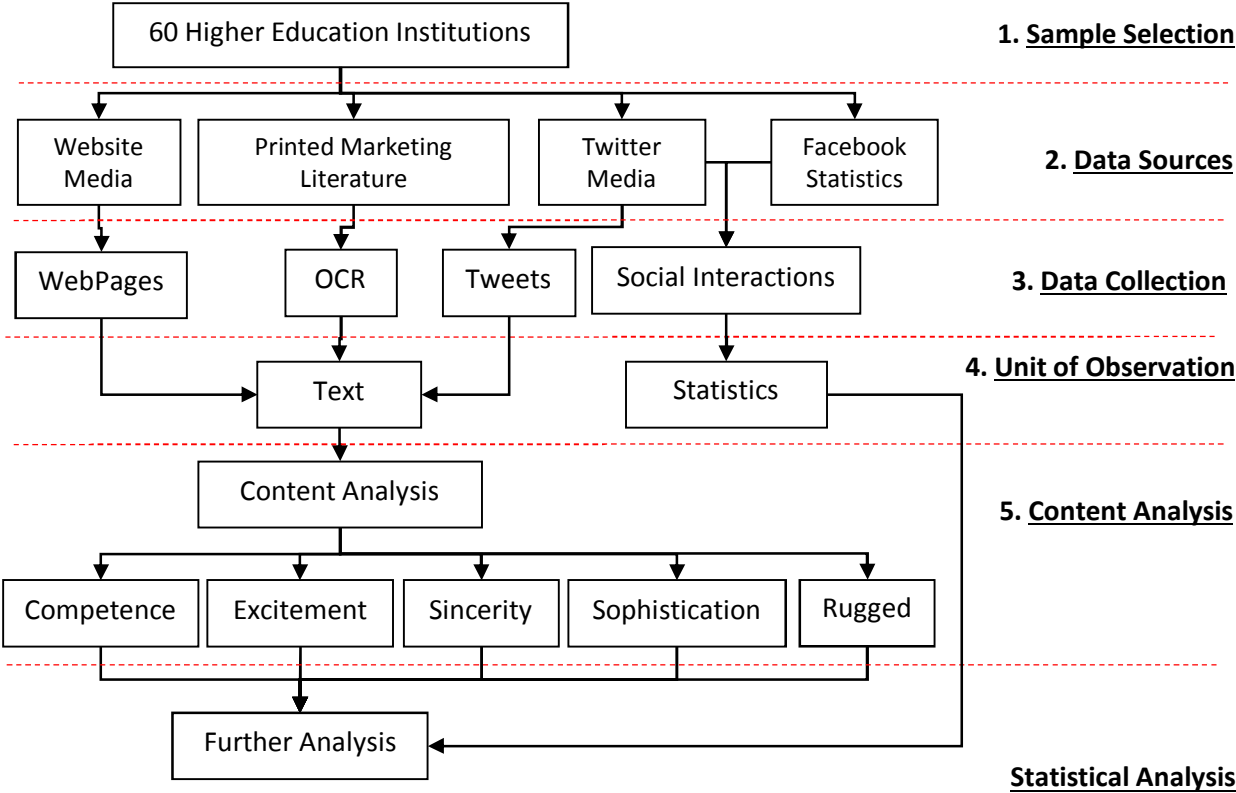 60 Higher Education Institutions
1. Sample Selection
Website
Media
Printed Marketing
Literature
Twitter
Media
Facebook
Statistics
2. Data Sources
WebPages
OCR
Tweets
Social Interactions
3. Data Collection
Text
Statistics
4. Unit of Observation
Content Analysis
5. Content Analysis
Competence
Excitement
Sincerity
Sophistication
Rugged
Further Analysis
Statistical Analysis